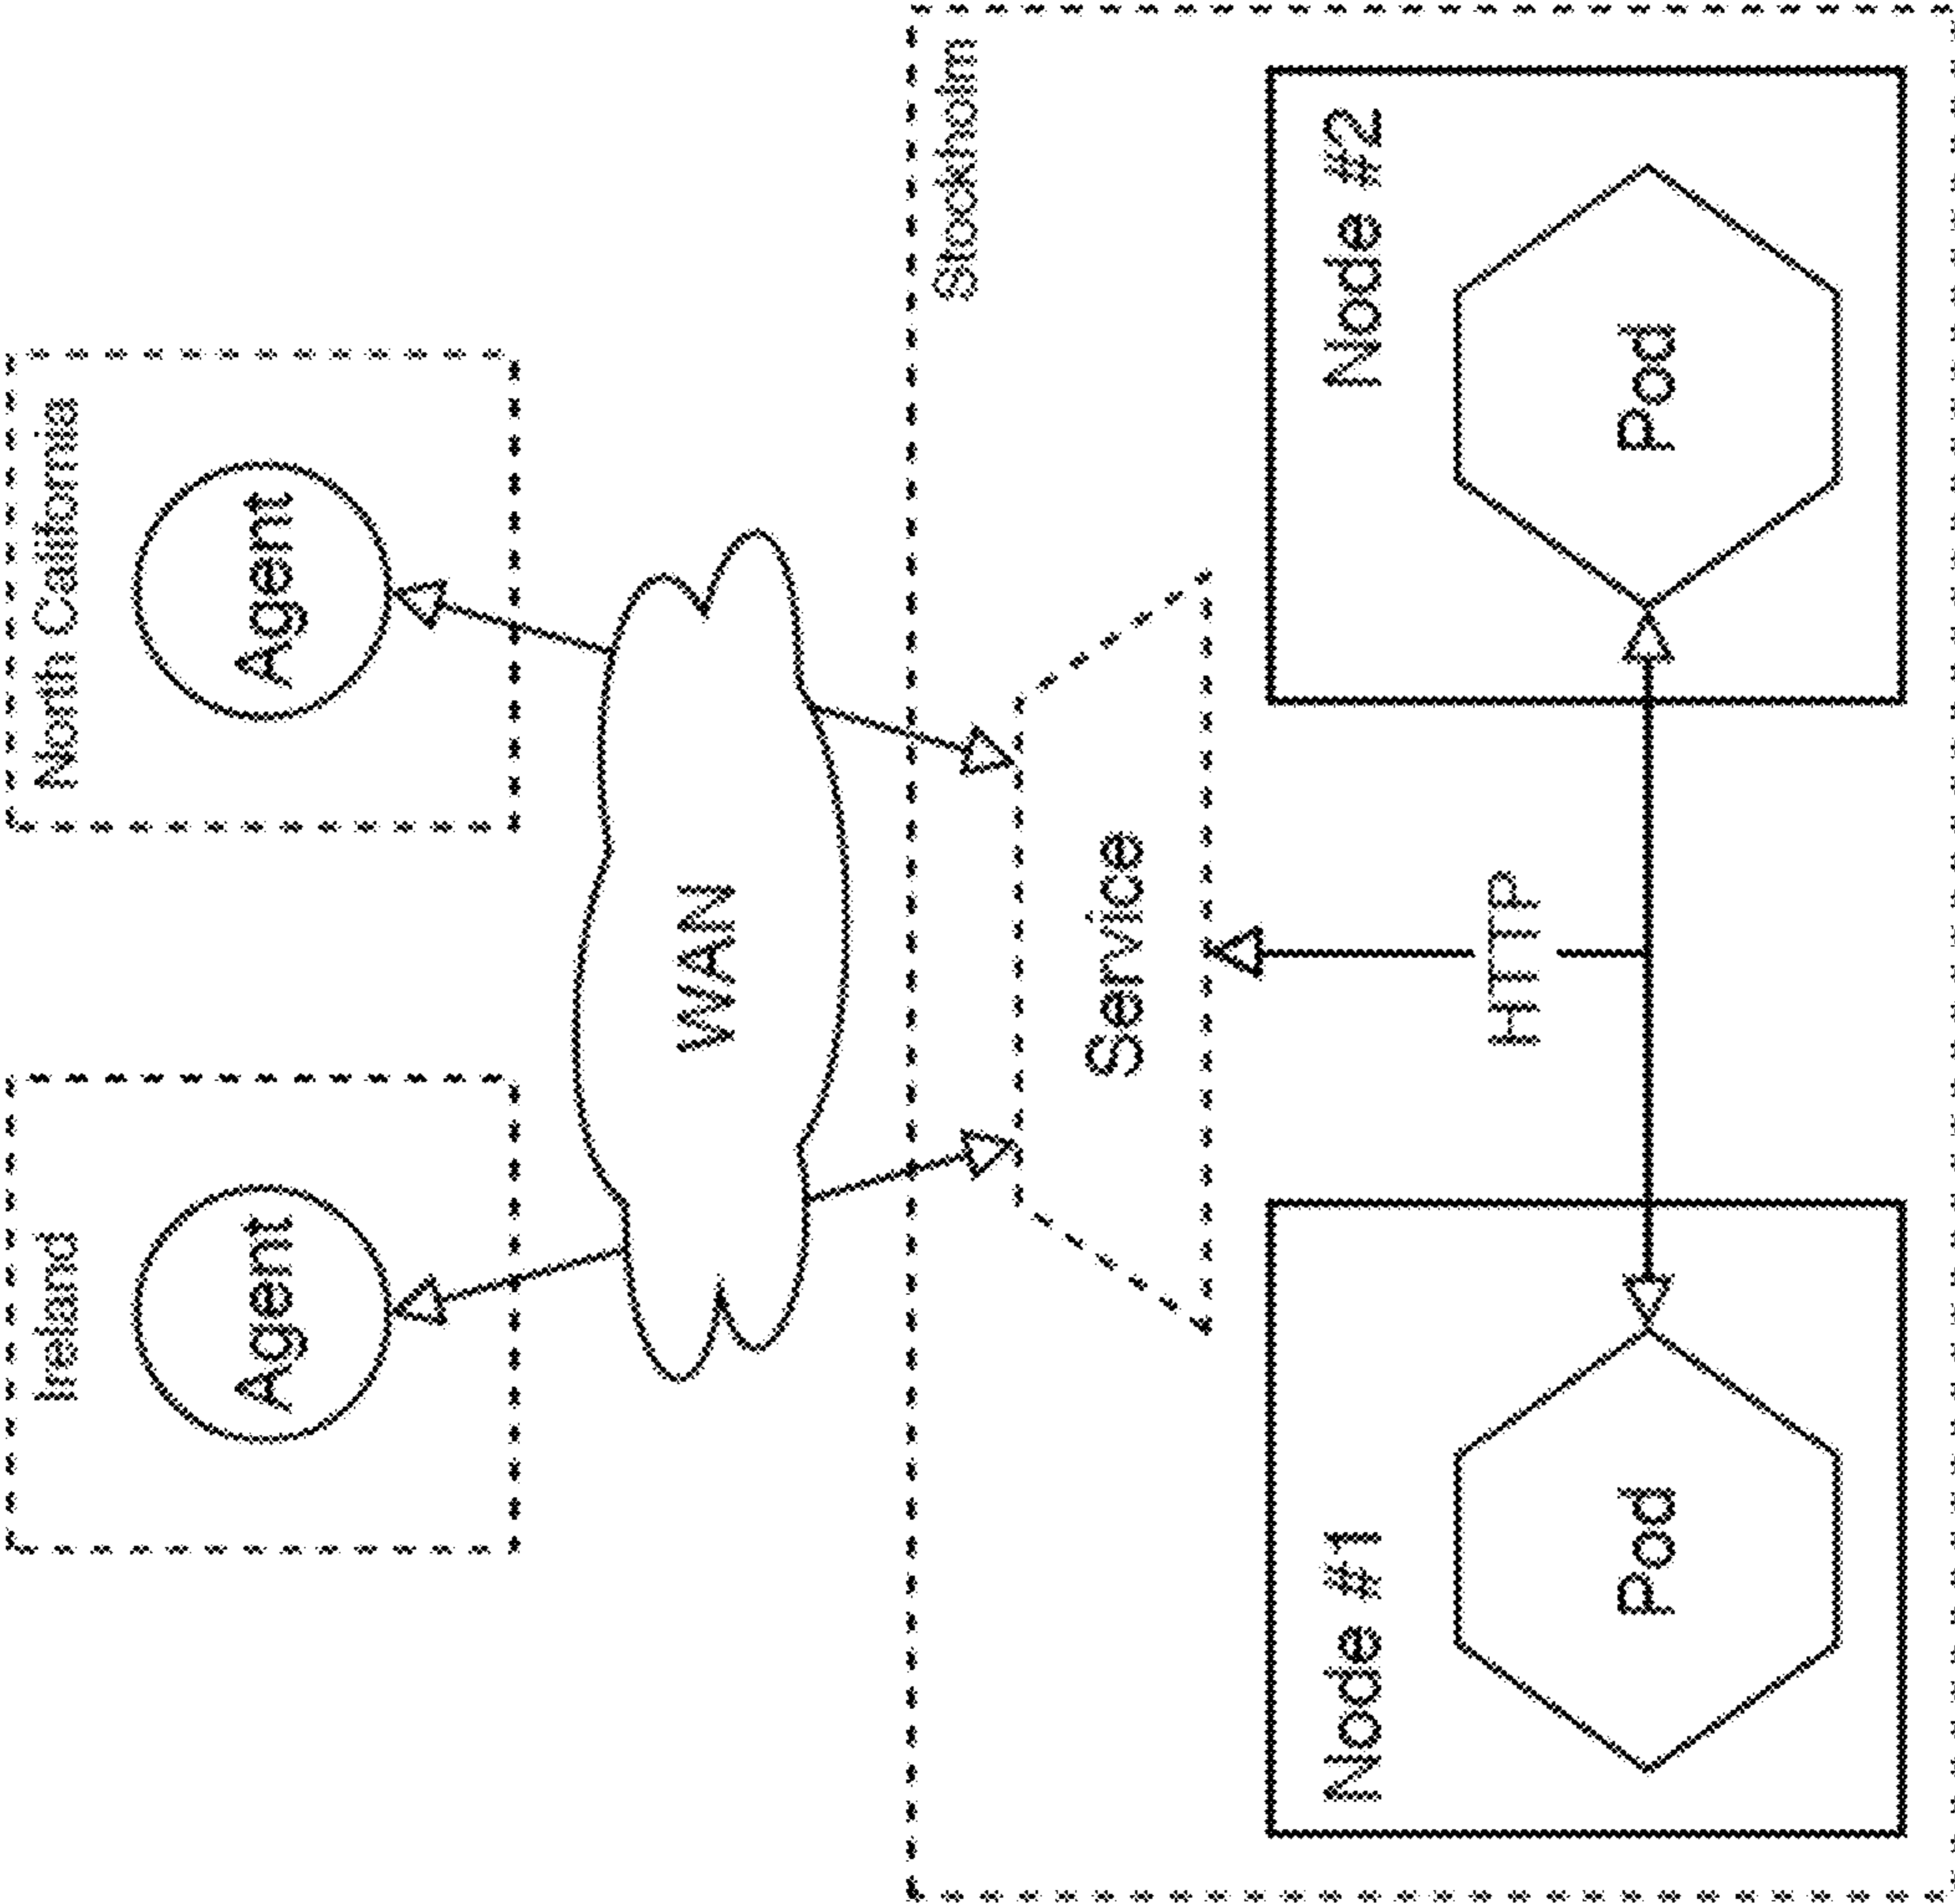 Ireland
North California
Agent
Agent
WAN
Stockholm
Service
HTTP
Node #1
Node #2
Pod
Pod